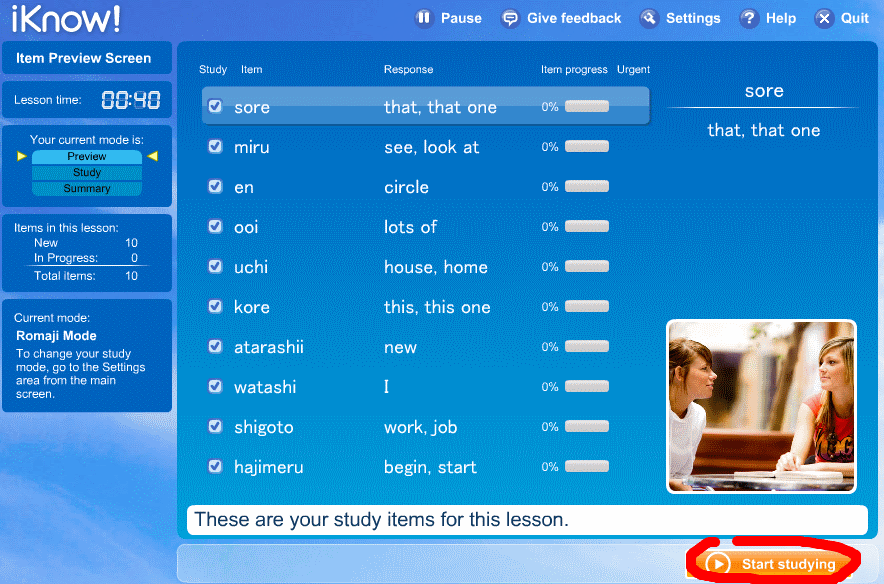 iKnow!
Pause Give feedback Settings Help Quit
Item Preview Screen
Lesson time: 00:40
Your current mode is:
Preview
Study
Summary
Items in this lesson:
New 10
In Progress: 0
Total items: 10
Current mode:
Romaji Mode
To change your study
mode, go to the Settings
area from the main
screen.
Study Item Response Item progress Urgent
sore that, that one 0%
miru see, look at 0%
en circle 0%
ooi lots of 0%
uchi house, home 0%
kore this, this one 0%
atarashii new 0%
watashi I 0%
shigoto work, job 0%
hajimeru begin, start 0%
sore
that, that one
These are your study items for this lesson.
Start studying